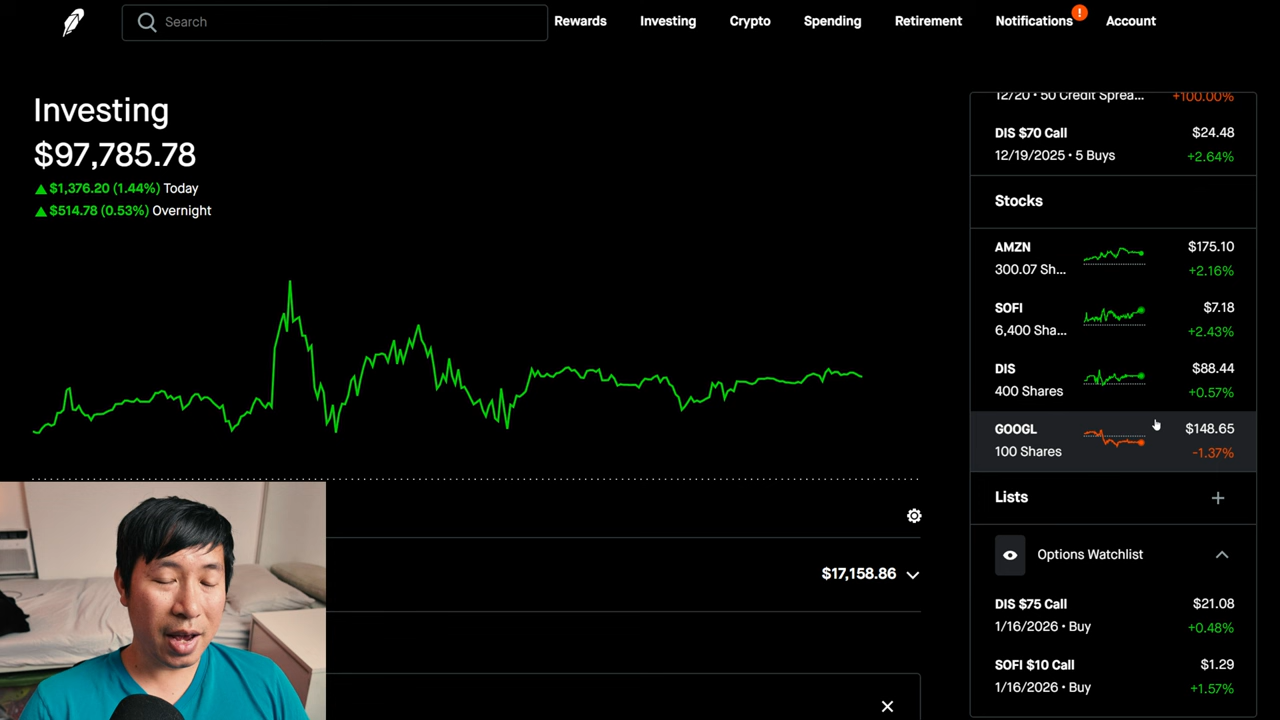 Search
Rewards
Investing
Crypto
Spending
Retirement
Notifications
!
Account
Investing
$97,785.78
$1,376.20 (1.44%) Today
$514.78 (0.53%) Overnight
$17,158.86
12/20 • 50 Credit Sprea...
+100.00%
DIS $70 Call
$24.48
12/19/2025 • 5 Buys
+2.64%
Stocks
AMZN
$175.10
300.07 Sh...
+2.16%
SOFI
$7.18
6,400 Sha...
+2.43%
DIS
$88.44
400 Shares
+0.57%
GOOGL
$148.65
100 Shares
-1.37%
Lists
Options Watchlist
DIS $75 Call
$21.08
1/16/2026 • Buy
+0.48%
SOFI $10 Call
$1.29
1/16/2026 • Buy
+1.57%